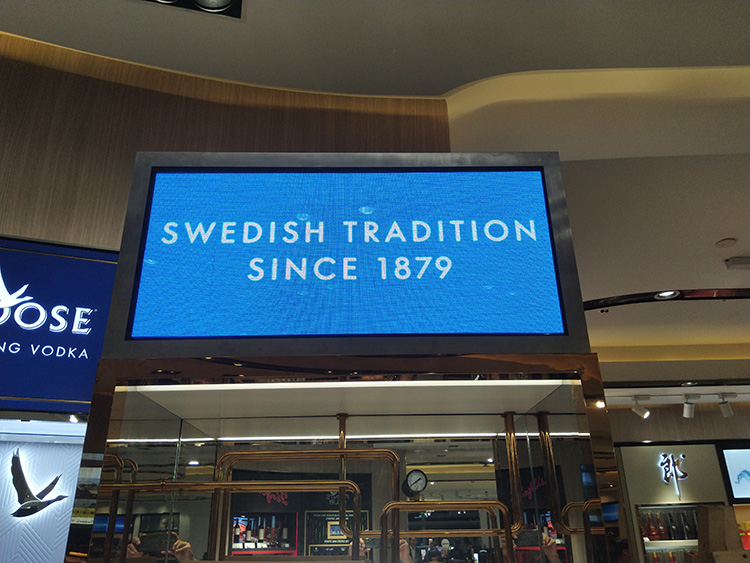 SWEDISH TRADITION
SINCE 1879
OOSE
NG VODKA
郎